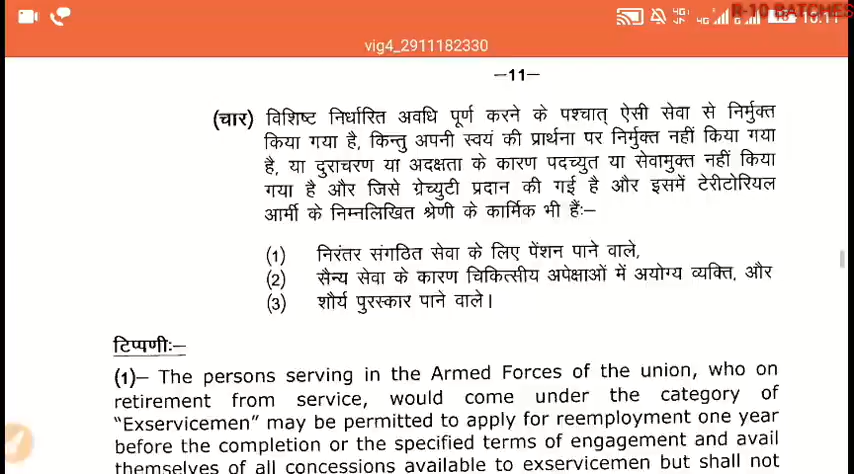 R-10 BATCHES
vig4_2911182330
–11–
(चार) विशिष्ट निर्धारित अवधि पूर्ण करने के पश्चात् ऐसी सेवा से निर्मुक्त
किया गया है, किन्तु अपनी स्वयं की प्रार्थना पर निर्मुक्त नहीं किया गया
है, या दुराचरण या अदक्षता के कारण पदच्युत या सेवामुक्त नहीं किया
गया है और जिसे ग्रेच्युटी प्रदान की गई है और इसमें टेरीटोरियल
आर्मी के निम्नलिखित श्रेणी के कार्मिक भी हैंः–
(1) निरंतर संगठित सेवा के लिए पेंशन पाने वाले,
(2) सैन्य सेवा के कारण चिकित्सीय अपेक्षाओं में अयोग्य व्यक्ति, और
(3) शौर्य पुरस्कार पाने वाले।
टिप्पणीः–
(1)– The persons serving in the Armed Forces of the union, who on
retirement from service, would come under the category of
“Exservicemen” may be permitted to apply for reemployment one year
before the completion or the specified terms of engagement and avail
themselves of all concessions available to exservicemen but shall not